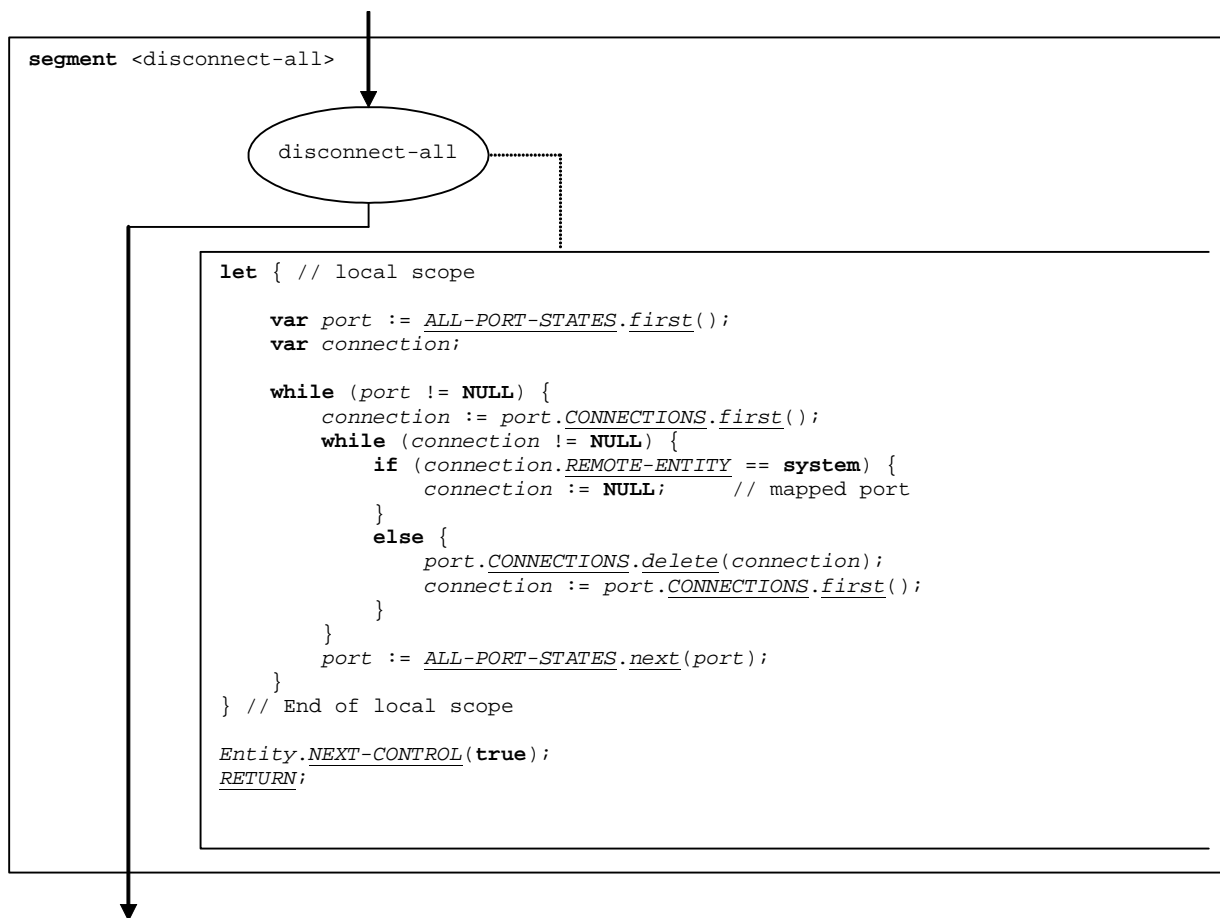 segment <disconnect-all>
disconnect-all
let { // local scope
var port := ALL-PORT-STATES.first();
var connection;
while (port != NULL) {
connection := port.CONNECTIONS.first();
while (connection != NULL) {
if (connection.REMOTE-ENTITY == system) {
connection := NULL; // mapped port
}
else {
port.CONNECTIONS.delete(connection);
connection := port.CONNECTIONS.first();
}
}
port := ALL-PORT-STATES.next(port);
}
} // End of local scope
Entity.NEXT-CONTROL(true);
RETURN;